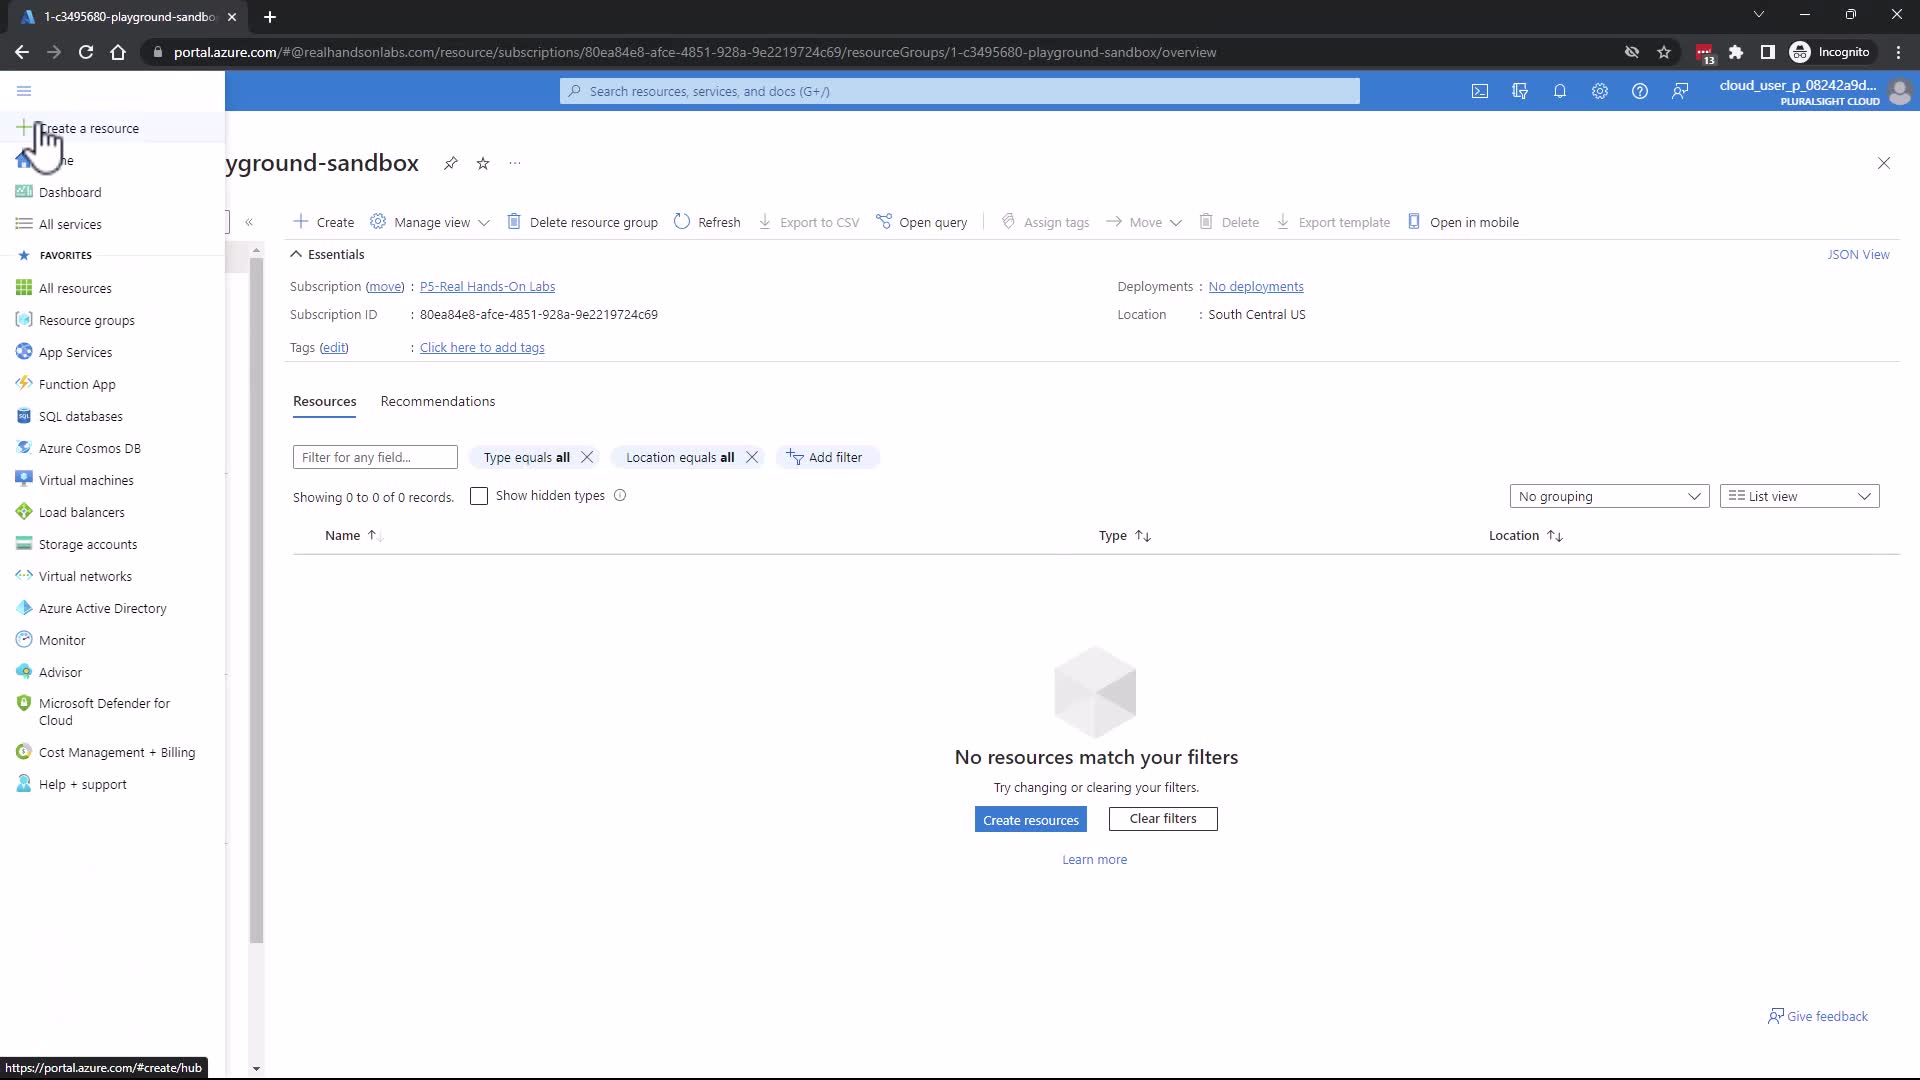 1-c3495680-playground-sandbo
portal.azure.com/#@realhandsonlabs.com/resource/subscriptions/80ea84e8-afce-4851-928a-9e2219724c69/resourceGroups/1-c3495680-playground-sandbox/overview
13
Incognito
Search resources, services, and docs (G+/)
cloud_user_p_08242a9d...
PLURALSIGHT CLOUD
Create a resource
Dashboard
All services
FAVORITES
All resources
Resource groups
App Services
Function App
SQL databases
Azure Cosmos DB
Virtual machines
Load balancers
Storage accounts
Virtual networks
Azure Active Directory
Monitor
Advisor
Microsoft Defender for
Cloud
Cost Management + Billing
Help + support
https://portal.azure.com/#create/hub
yground-sandbox
Create
Manage view
Delete resource group
Refresh
Export to CSV
Open query
Assign tags
Move
Delete
Export template
Open in mobile
Essentials
JSON View
Subscription (move) : P5-Real Hands-On Labs
Deployments : No deployments
Subscription ID : 80ea84e8-afce-4851-928a-9e2219724c69
Location : South Central US
Tags (edit) : Click here to add tags
Resources
Recommendations
Filter for any field...
Type equals all
Location equals all
Add filter
Showing 0 to 0 of 0 records.
Show hidden types
No grouping
List view
Name
Type
Location
No resources match your filters
Try changing or clearing your filters.
Create resources
Clear filters
Learn more
Give feedback